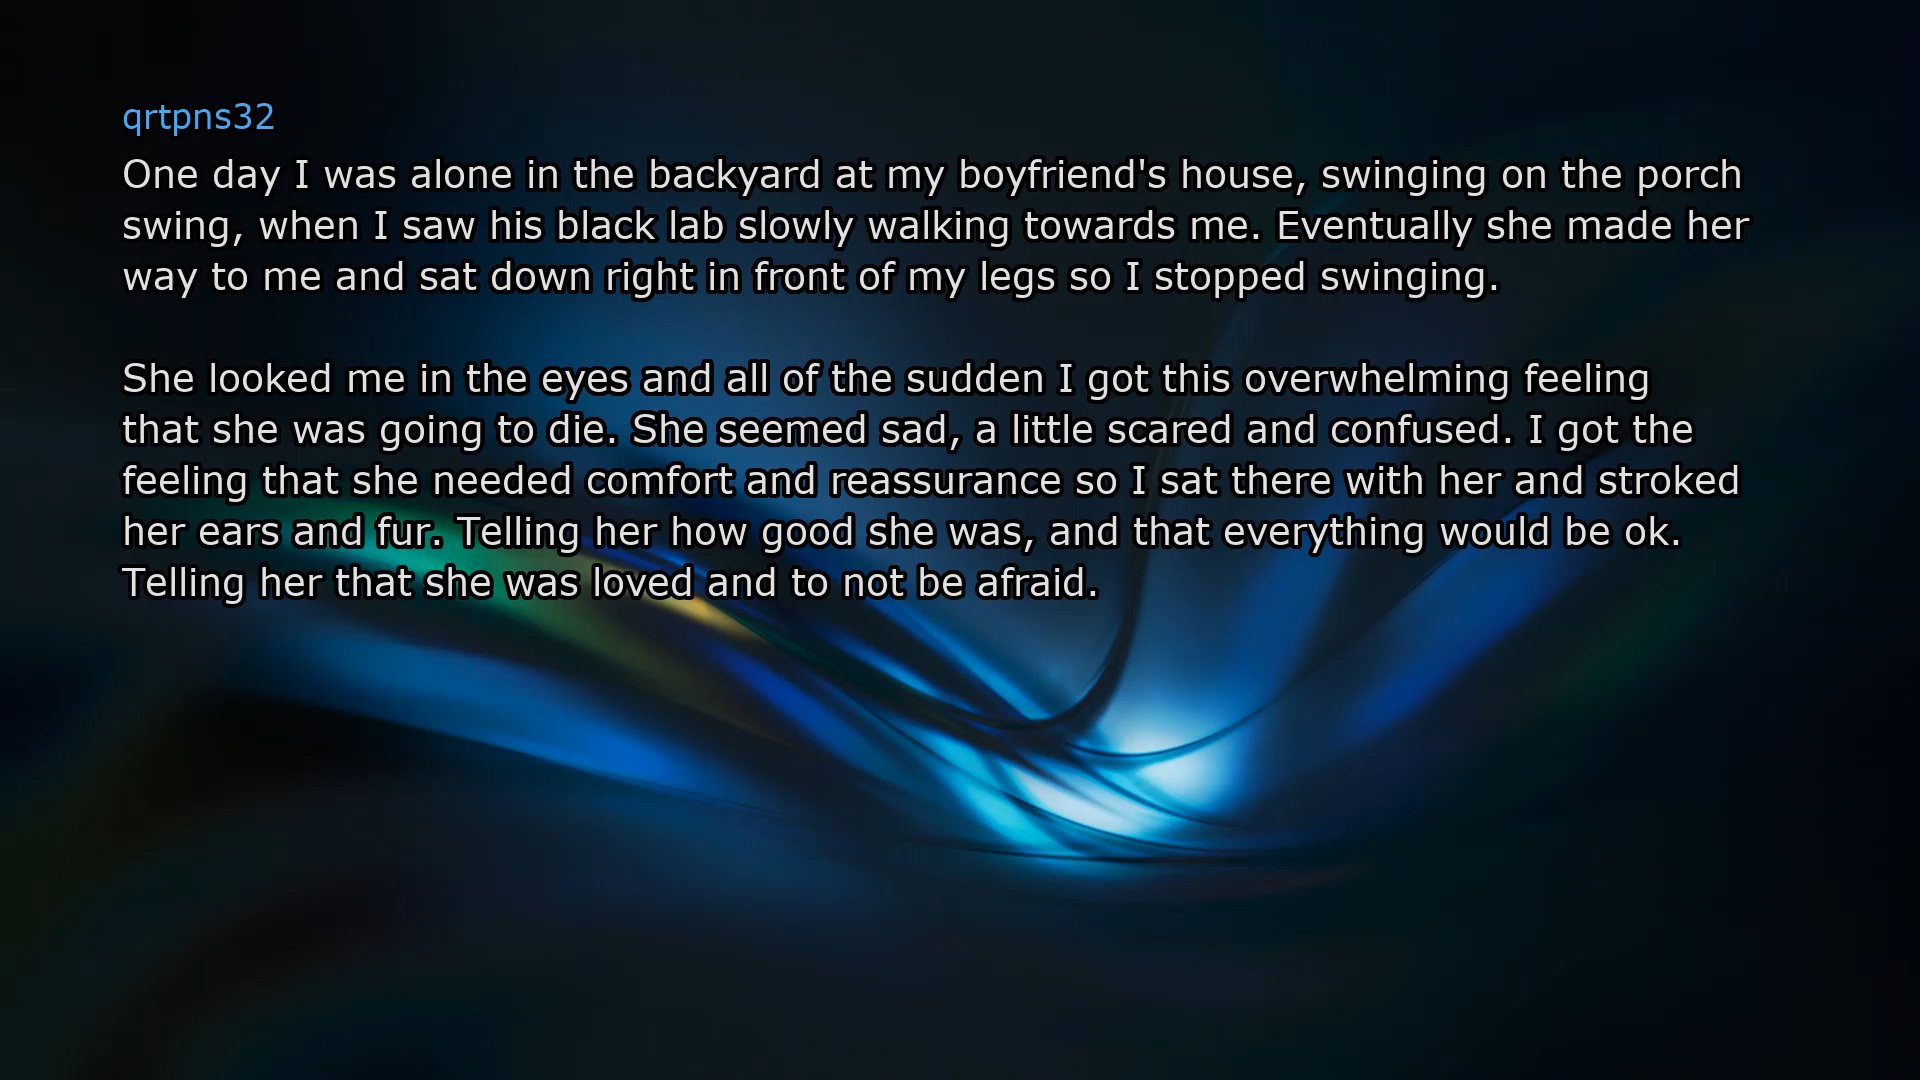 qrtpns32
One day I was alone in the backyard at my boyfriend's house, swinging on the porch
swing, when I saw his black lab slowly walking towards me. Eventually she made her
way to me and sat down right in front of my legs so I stopped swinging.
She looked me in the eyes and all of the sudden I got this overwhelming feeling
that she was going to die. She seemed sad, a little scared and confused. I got the
feeling that she needed comfort and reassurance so I sat there with her and stroked
her ears and fur. Telling her how good she was, and that everything would be ok.
Telling her that she was loved and to not be afraid.